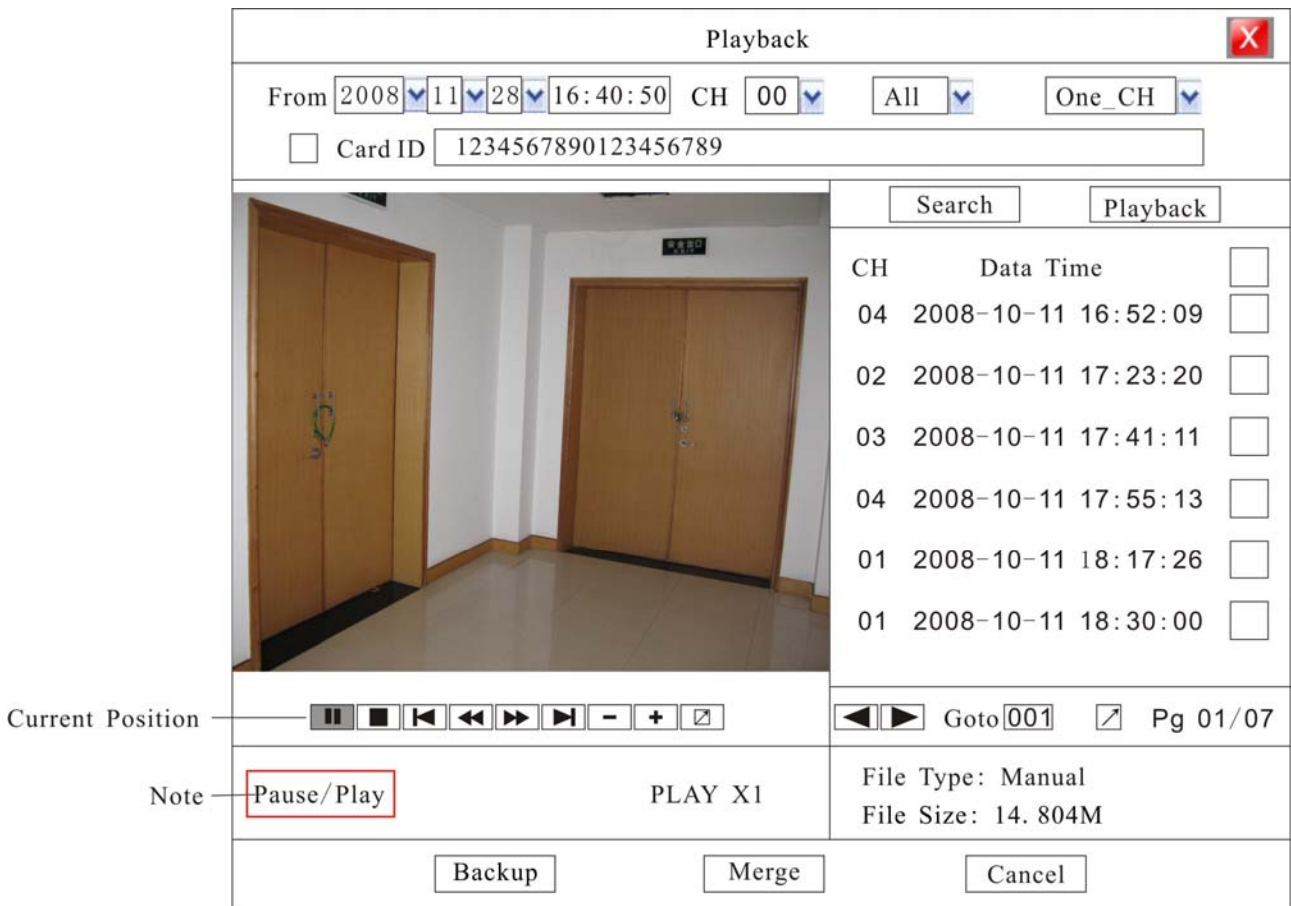 Playback
X
From 2008 11 28 16:40:50 CH 00 All One_CH
Card ID 1234567890123456789
Search Playback
安全出口
CH Data Time
04 2008-10-11 16:52:09
02 2008-10-11 17:23:20
03 2008-10-11 17:41:11
04 2008-10-11 17:55:13
01 2008-10-11 18:17:26
01 2008-10-11 18:30:00
Current Position
Goto 001 Pg 01/07
Note
Pause/Play PLAY X1
File Type: Manual
File Size: 14. 804M
Backup Merge Cancel